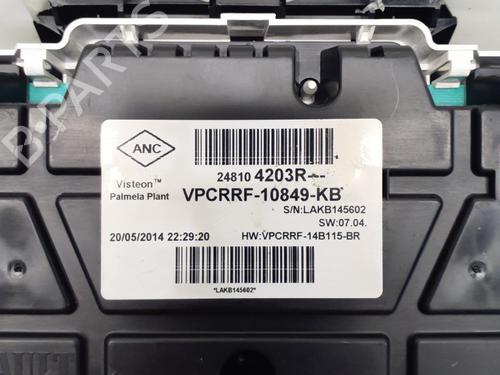 B-PARTS
ANC
Visteon™
Palmela Plant
24810 4203R--
VPCRRF-10849-KB
S/N:LAKB145602
SW:07.04.
20/05/2014 22:29:20
HW:VPCRRF-14B115-BR
*LAKB145602*